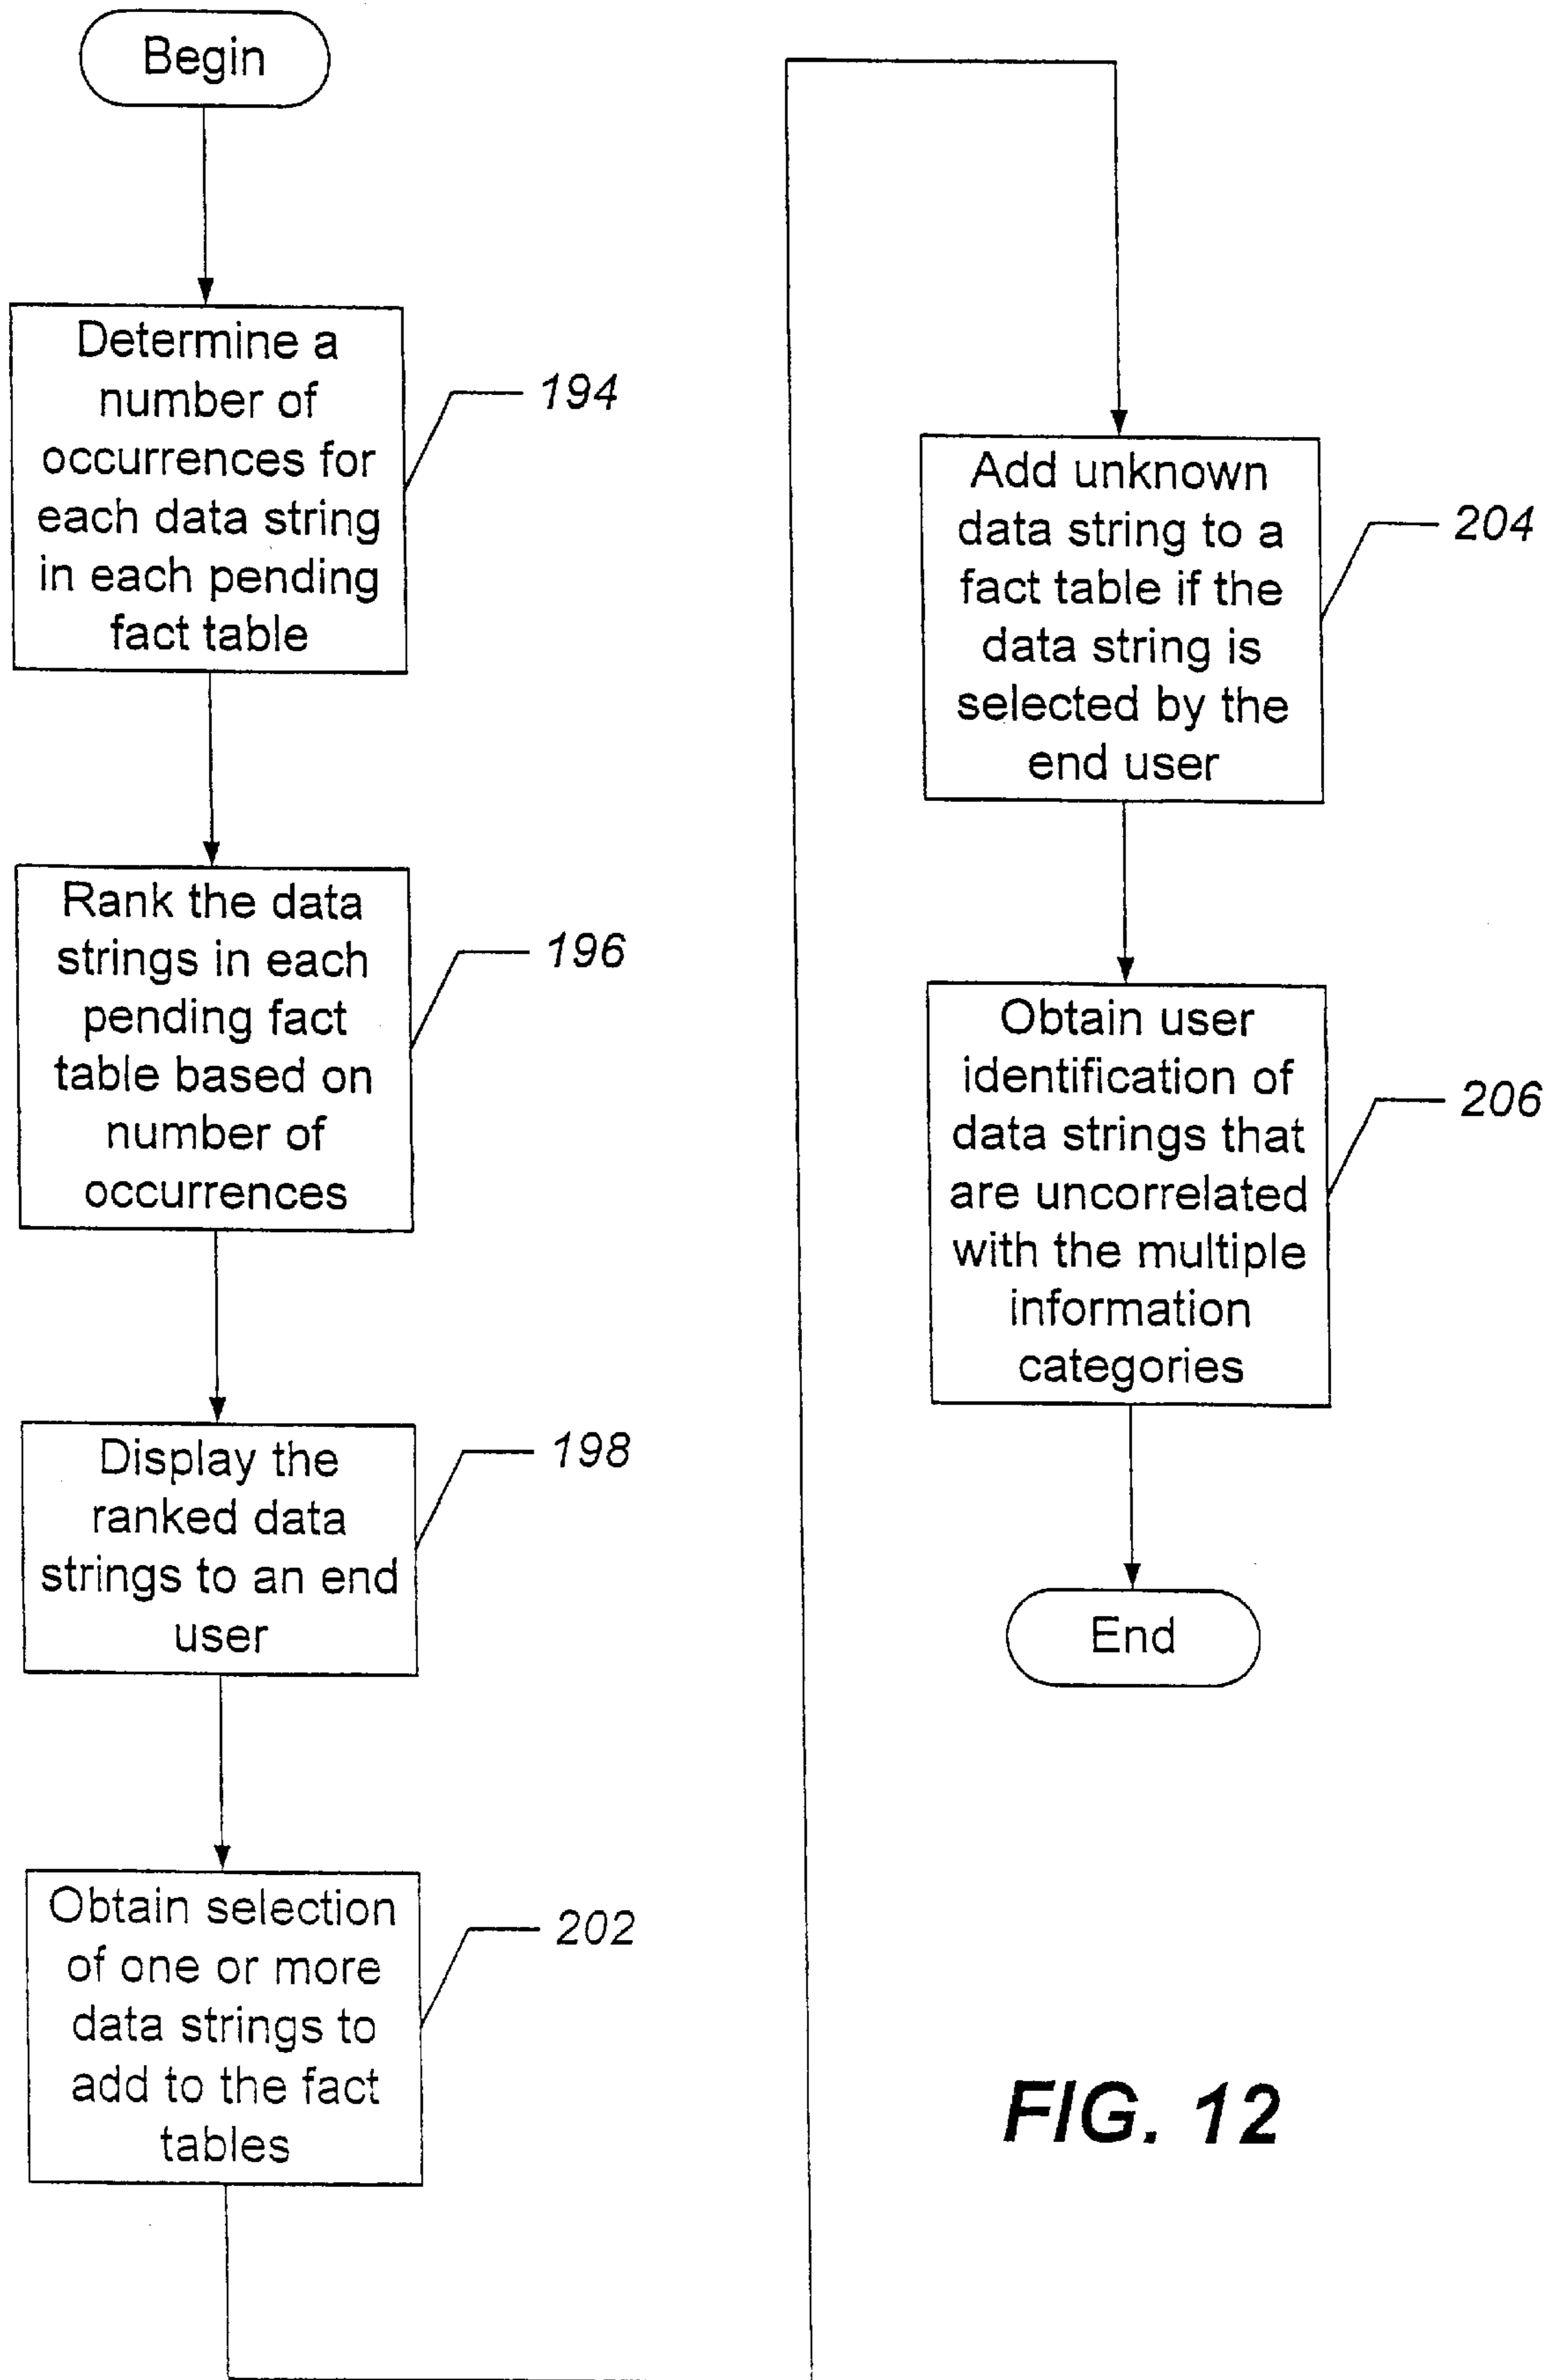 Begin
Determine a
number of
occurrences for
each data string
in each pending
fact table
194
Rank the data
strings in each
pending fact
table based on
number of
occurrences
196
Display the
ranked data
strings to an end
user
198
Obtain selection
of one or more
data strings to
add to the fact
tables
202
Add unknown
data string to a
fact table if the
data string is
selected by the
end user
204
Obtain user
identification of
data strings that
are uncorrelated
with the multiple
information
categories
206
End
FIG. 12